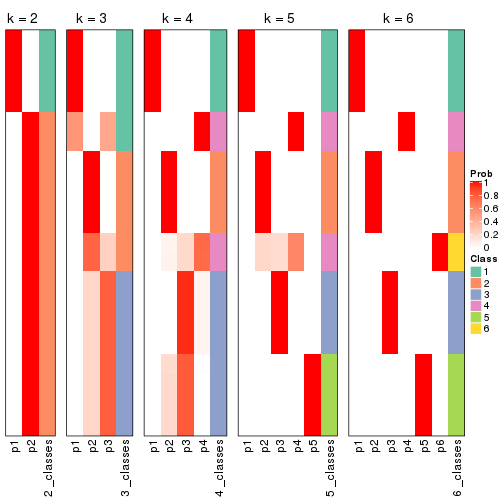 k = 2
k = 3
k = 4
k = 5
k = 6
Prob
1
0.8
0.6
0.4
0.2
0
Class
1
2
3
4
5
6
p1
p2
2_classes
p1
p2
p3
3_classes
p1
p2
p3
p4
4_classes
p1
p2
p3
p4
p5
5_classes
p1
p2
p3
p4
p5
p6
6_classes